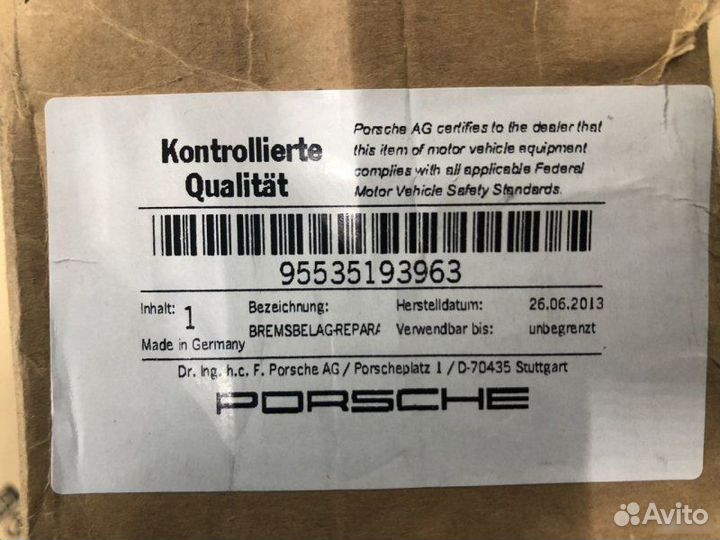 Kontrollierte
Qualität
Porsche AG certifies to the dealer that
this item of motor vehicle equipment
complies with all applicable Federal
Motor Vehicle Safety Standards.
95535193963
Inhalt: 1 Bezeichnung: Herstelldatum: 26.06.2013
BREMSBELAG-REPARA Verwendbar bis: unbegrenzt
Made in Germany
Dr. Ing. h.c. F. Porsche AG / Porscheplatz 1 / D-70435 Stuttgart
PORSCHE
Avito